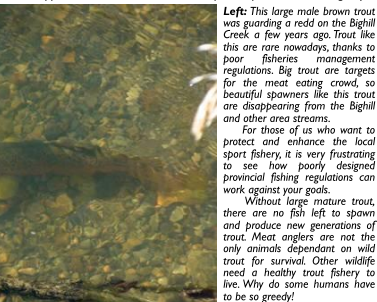 Left: This large male brown trout
was guarding a redd on the Bighill
Creek a few years ago. Trout like
this are rare nowadays, thanks to
poor fisheries management
regulations. Big trout are targets
for the meat eating crowd, so
beautiful spawners like this trout
are disappearing from the Bighill
and other area streams.
For those of us who want to
protect and enhance the local
sport fishery, it is very frustrating
to see how poorly designed
provincial fishing regulations can
work against your goals.
Without large mature trout,
there are no fish left to spawn
and produce new generations of
trout. Meat anglers are not the
only animals dependant on wild
trout for survival. Other wildlife
need a healthy trout fishery to
live. Why do some humans have
to be so greedy!